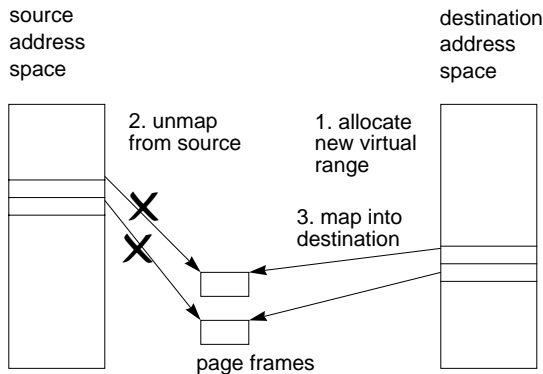 source
address
space
destination
address
space
2. unmap
from source
1. allocate
new virtual
range
3. map into
destination
page frames